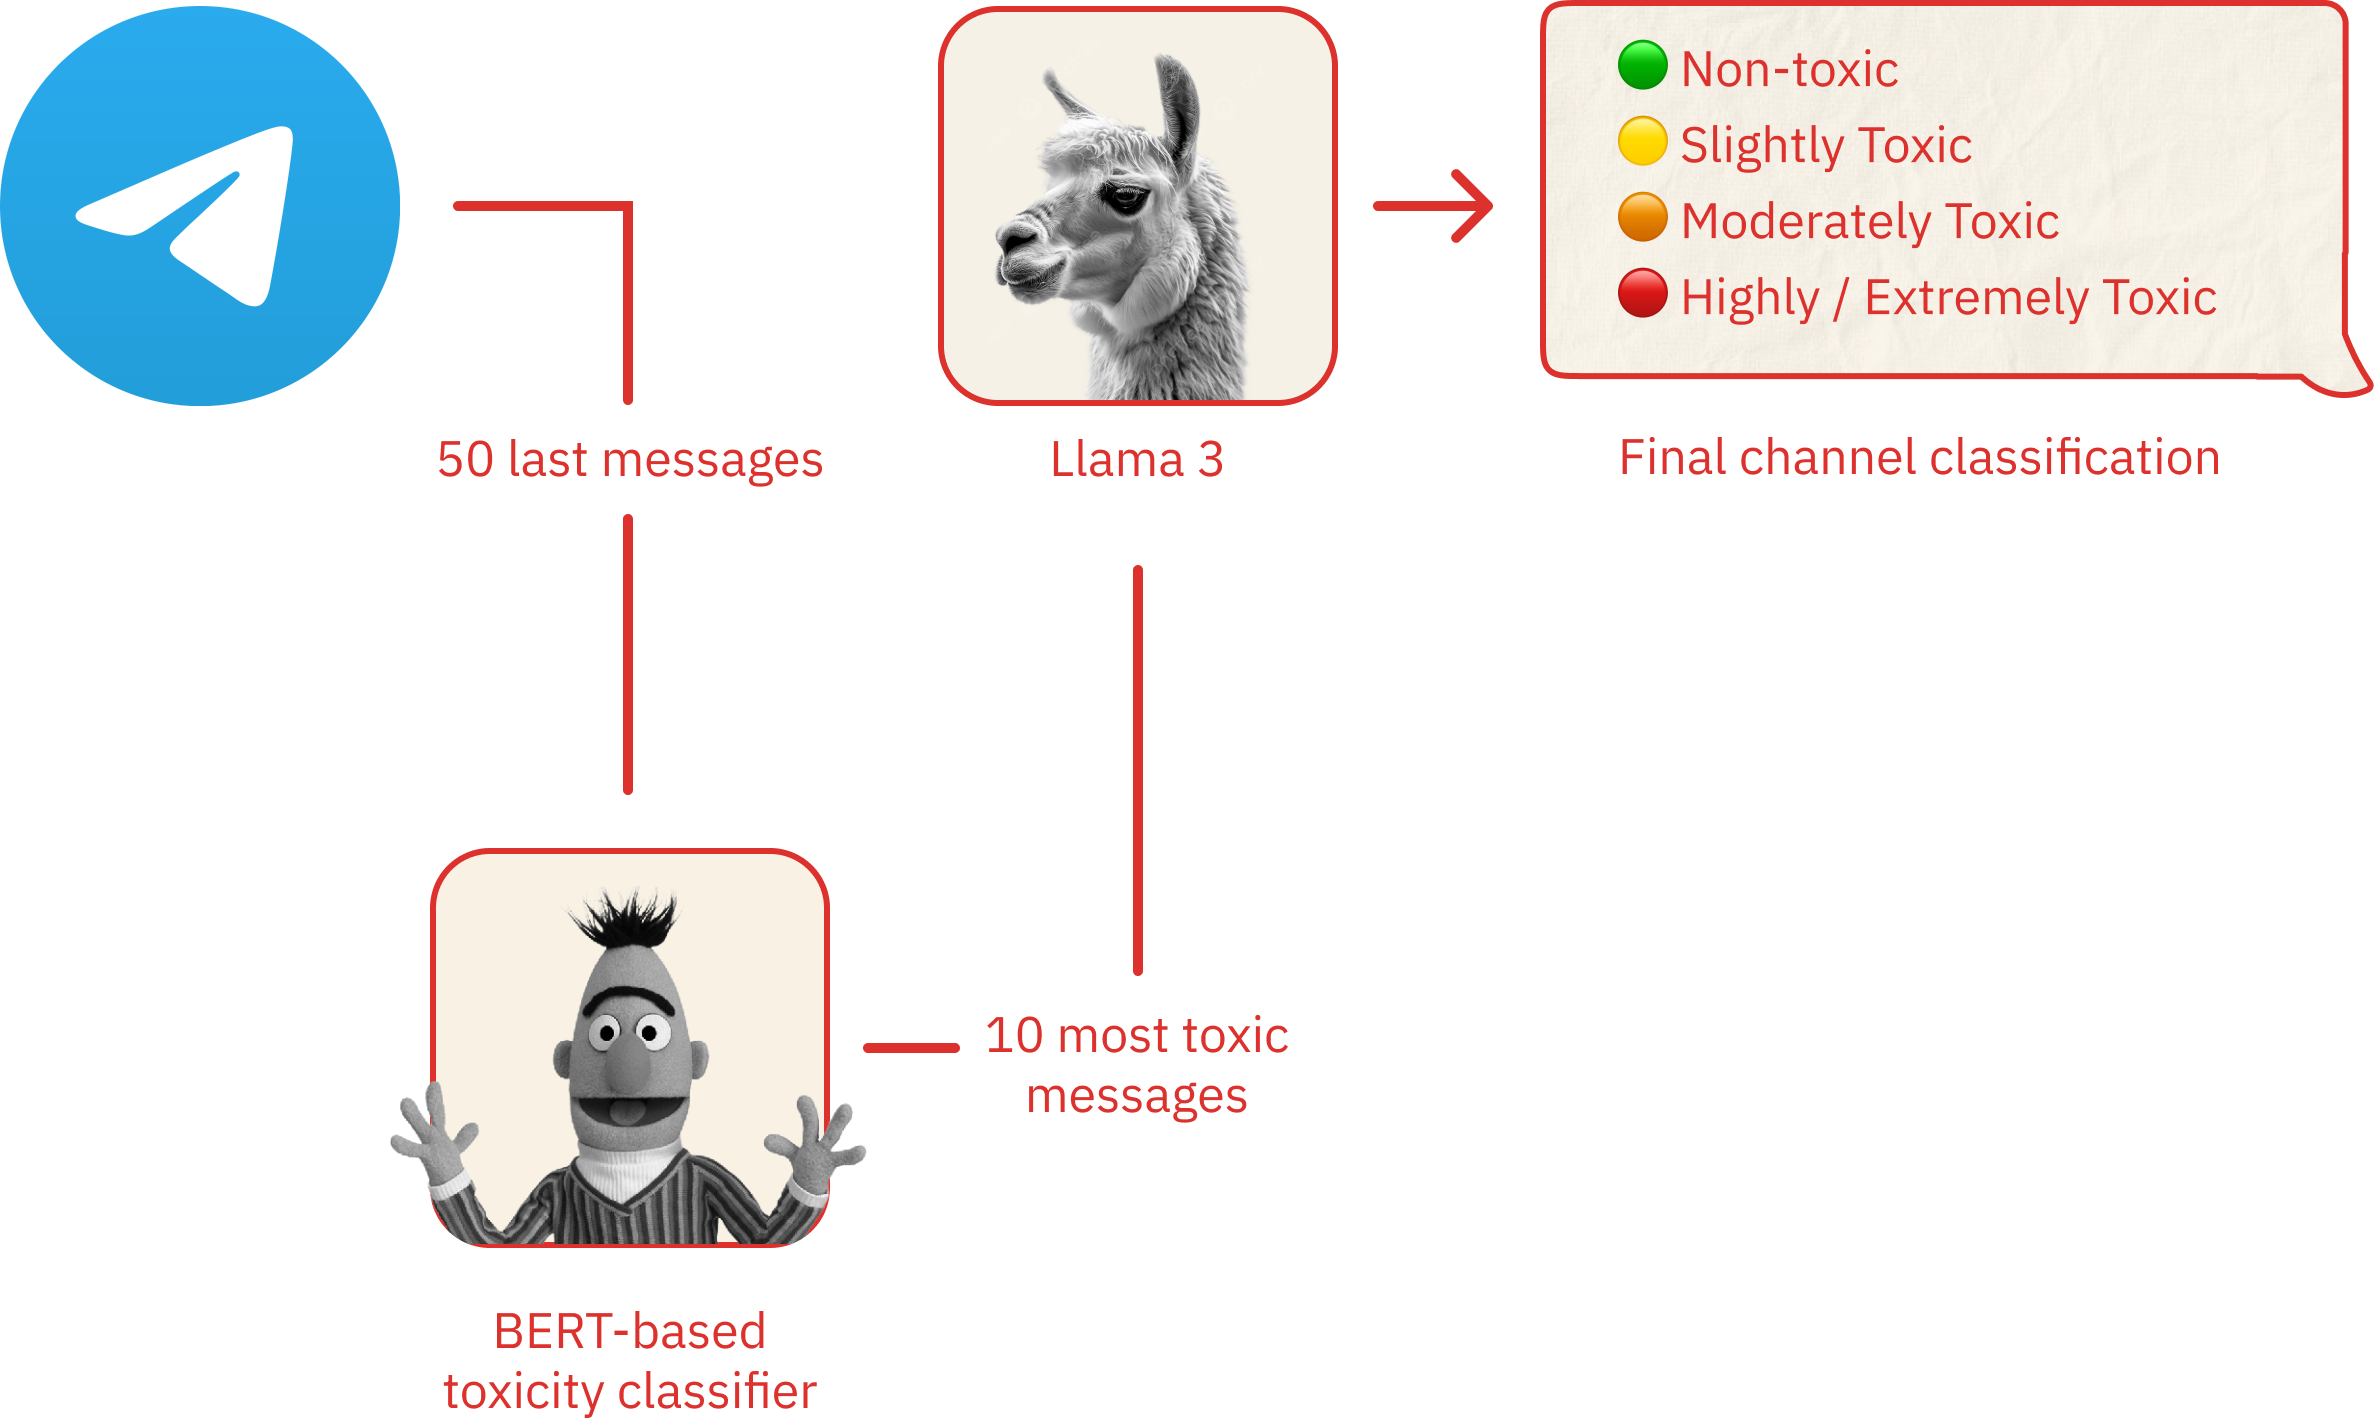 Non-toxic
Slightly Toxic
Moderately Toxic
Highly / Extremely Toxic
50 last messages
Llama 3
Final channel classification
10 most toxic
messages
BERT-based
toxicity classifier